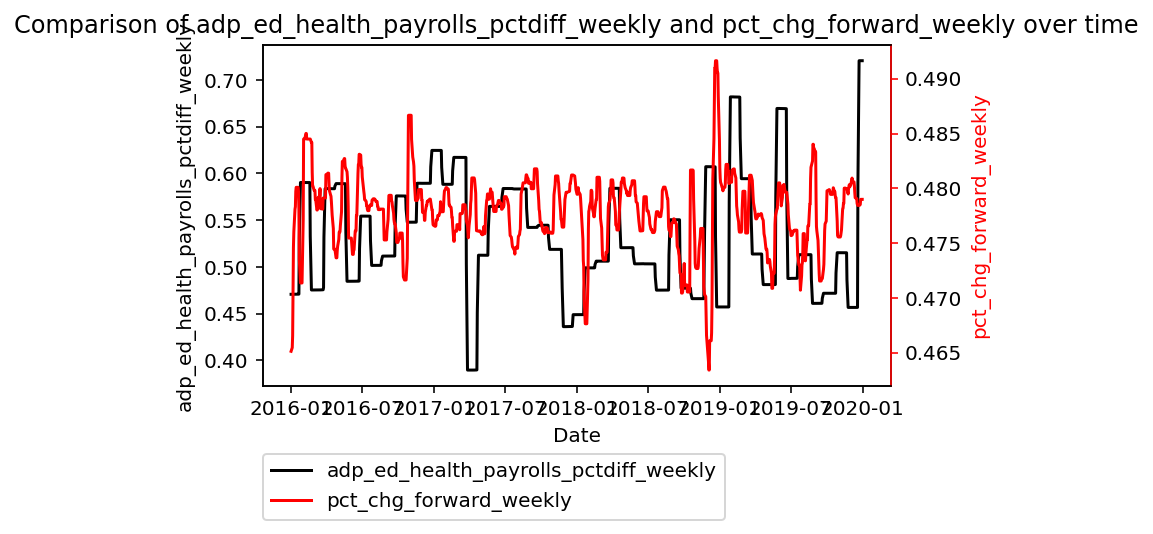 Comparison of adp_ed_health_payrolls_pctdiff_weekly and pct_chg_forward_weekly over time
adp_ed_health_payrolls_pctdiff_weekly
0.70
0.65
0.60
0.55
0.50
0.45
0.40
0.490
0.485
0.480
0.475
0.470
0.465
pct_chg_forward_weekly
2016-01 2016-07 2017-01 2017-07 2018-01 2018-07 2019-01 2019-07 2020-01
Date
adp_ed_health_payrolls_pctdiff_weekly
pct_chg_forward_weekly